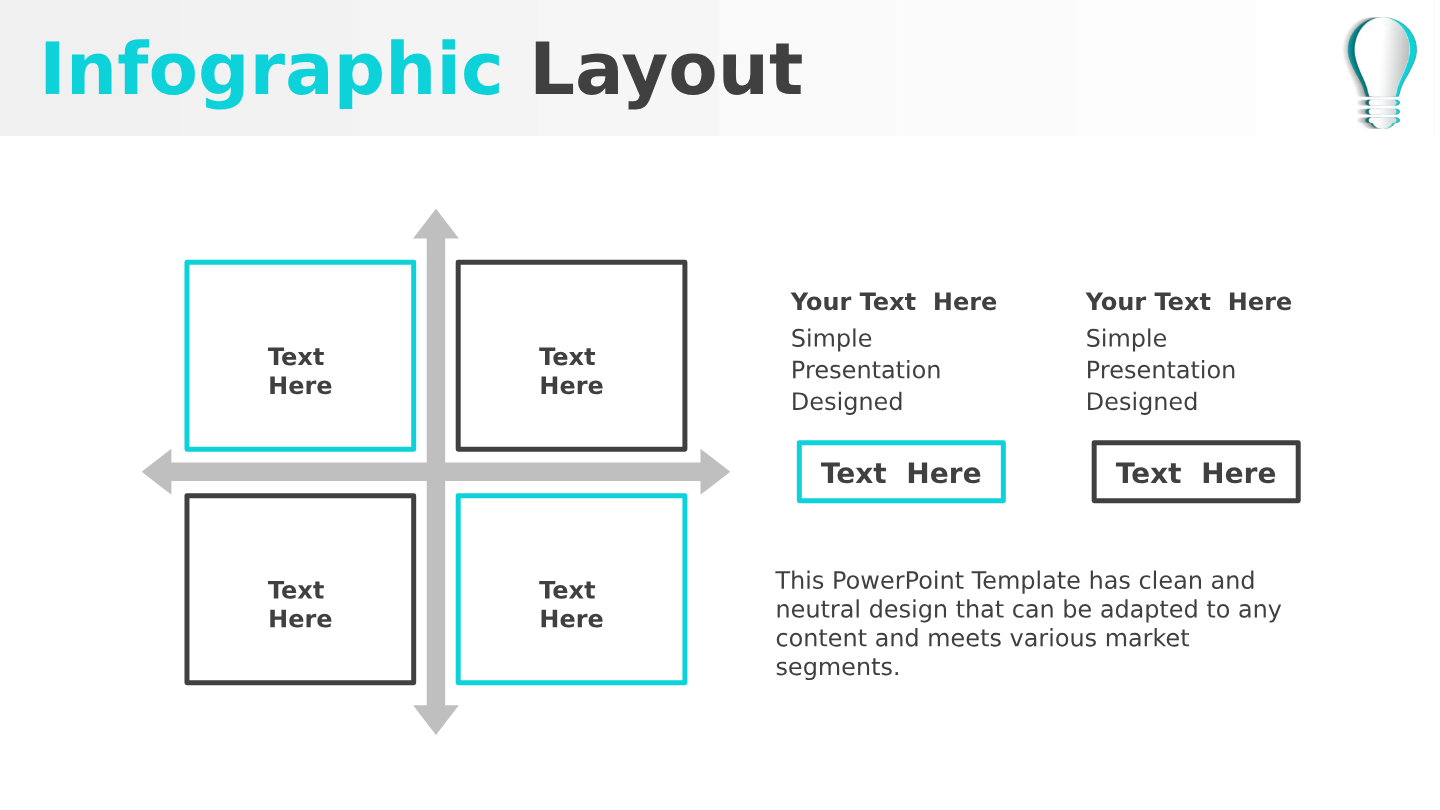 Infographic Layout
Text
Here
Text
Here
Text
Here
Text
Here
Your Text  Here
Simple
Presentation
Designed
Text  Here
Your Text  Here
Simple
Presentation
Designed
Text  Here
This PowerPoint Template has clean and
neutral design that can be adapted to any
content and meets various market
segments.